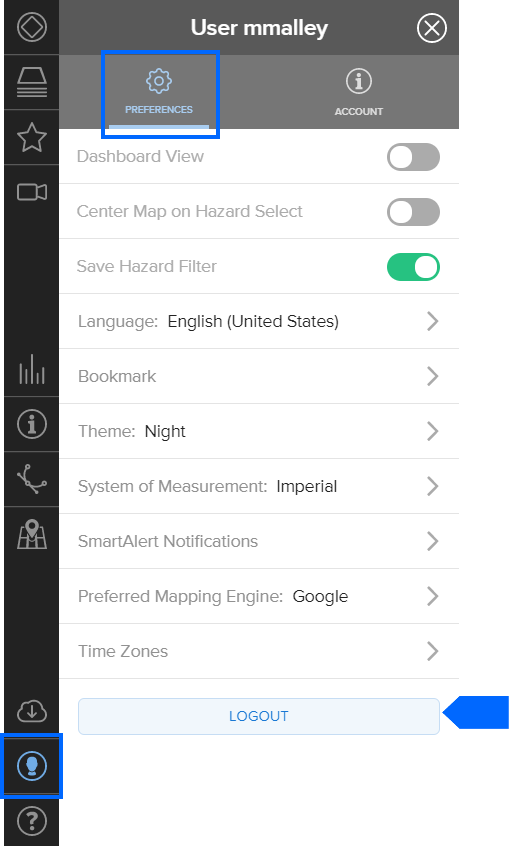 User mmalley
PREFERENCES
ACCOUNT
Dashboard View
Center Map on Hazard Select
Save Hazard Filter
Language: English (United States)
Bookmark
Theme: Night
System of Measurement: Imperial
SmartAlert Notifications
Preferred Mapping Engine: Google
Time Zones
LOGOUT
?